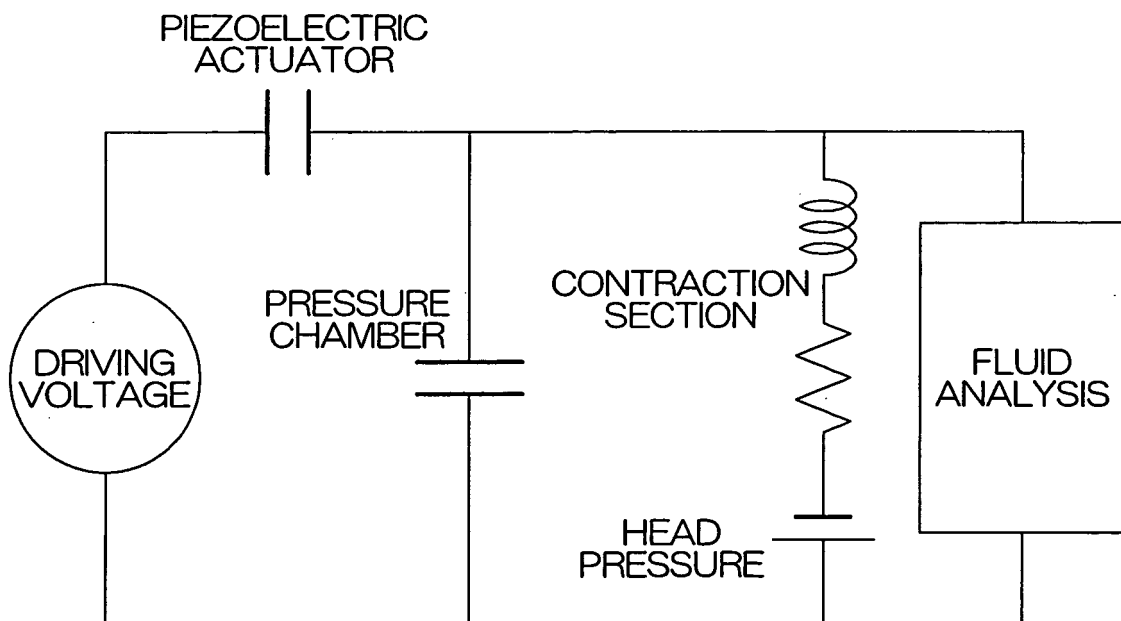 PIEZOELECTRIC
ACTUATOR
PRESSURE
CHAMBER
DRIVING
VOLTAGE
CONTRACTION
SECTION
FLUID
ANALYSIS
HEAD
PRESSURE